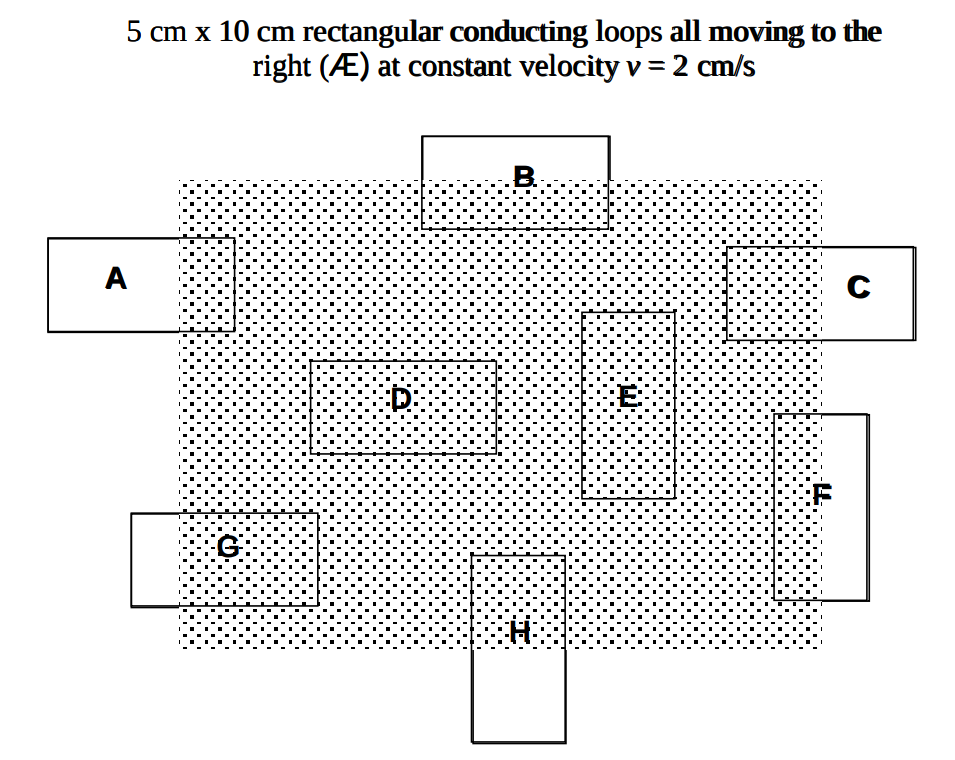 5 cm x 10 cm rectangular conducting loops all moving to the
right (Æ) at constant velocity v = 2 cm/s
B
A
C
D
E
F
G
H